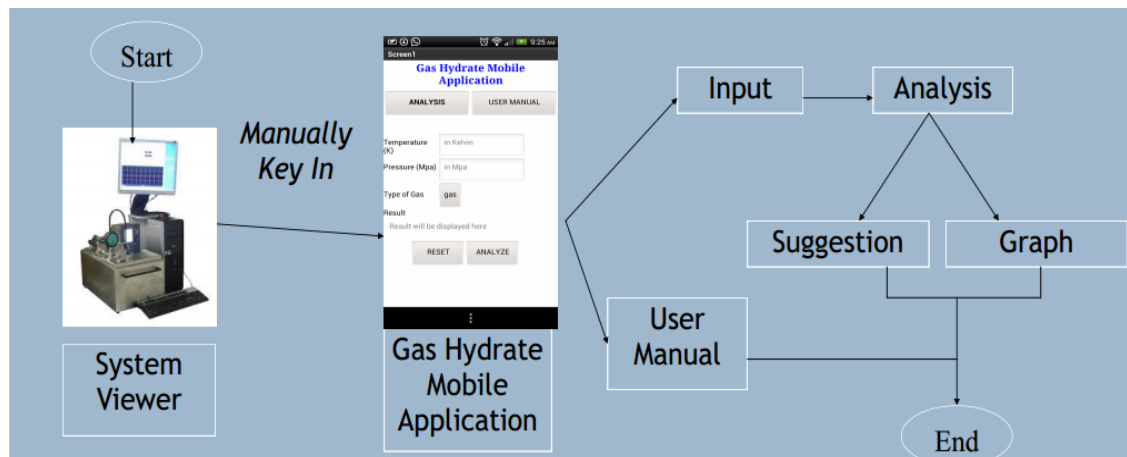 Start
System
Viewer
Manually
Key In
9:25 AM
Screen1
Gas Hydrate Mobile
Application
ANALYSIS USER MANUAL
Temperature
(K)
in Kelvin
Pressure (Mpa) in Mpa
Type of Gas gas
Result
Result will be displayed here
RESET ANALYZE
Gas Hydrate
Mobile
Application
Input
Analysis
Suggestion
Graph
User
Manual
End